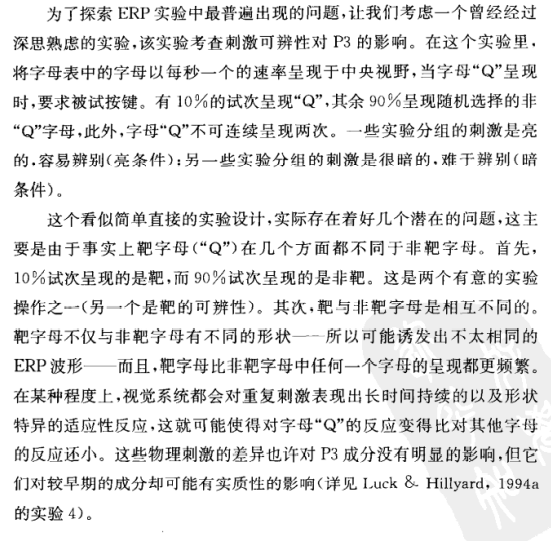 为了探索 ERP 实验中最普遍出现的问题,让我们考虑一个曾经经过
深思熟虑的实验,该实验考查刺激可辨性对 P3 的影响。在这个实验里,
将字母表中的字母以每秒一个的速率呈现于中央视野,当字母“Q”呈现
时,要求被试按键。有 10%的试次呈现“Q”,其余 90%呈现随机选择的非
“Q”字母,此外,字母“Q”不可连续呈现两次。一些实验分组的刺激是亮
的,容易辨别(亮条件);另一些实验分组的刺激是很暗的,难于辨别(暗
条件)。
这个看似简单直接的实验设计,实际存在着好几个潜在的问题,这主
要是由于事实上靶字母(“Q”)在几个方面都不同于非靶字母。首先,
10%试次呈现的是靶,而 90%试次呈现的是非靶。这是两个有意的实验
操作之一(另一个是靶的可辨性)。其次,靶与非靶字母是相互不同的。
靶字母不仅与非靶字母有不同的形状——所以可能诱发出不太相同的
ERP 波形——而且,靶字母比非靶字母中任何一个字母的呈现都更频繁。
在某种程度上,视觉系统都会对重复刺激表现出长时间持续的以及形状
特异的适应性反应,这就可能使得对字母“Q”的反应变得比对其他字母
的反应还小。这些物理刺激的差异也许对 P3 成分没有明显的影响,但它
们对较早期的成分却可能有实质性的影响(详见 Luck & Hillyard, 1994a
的实验 4)。